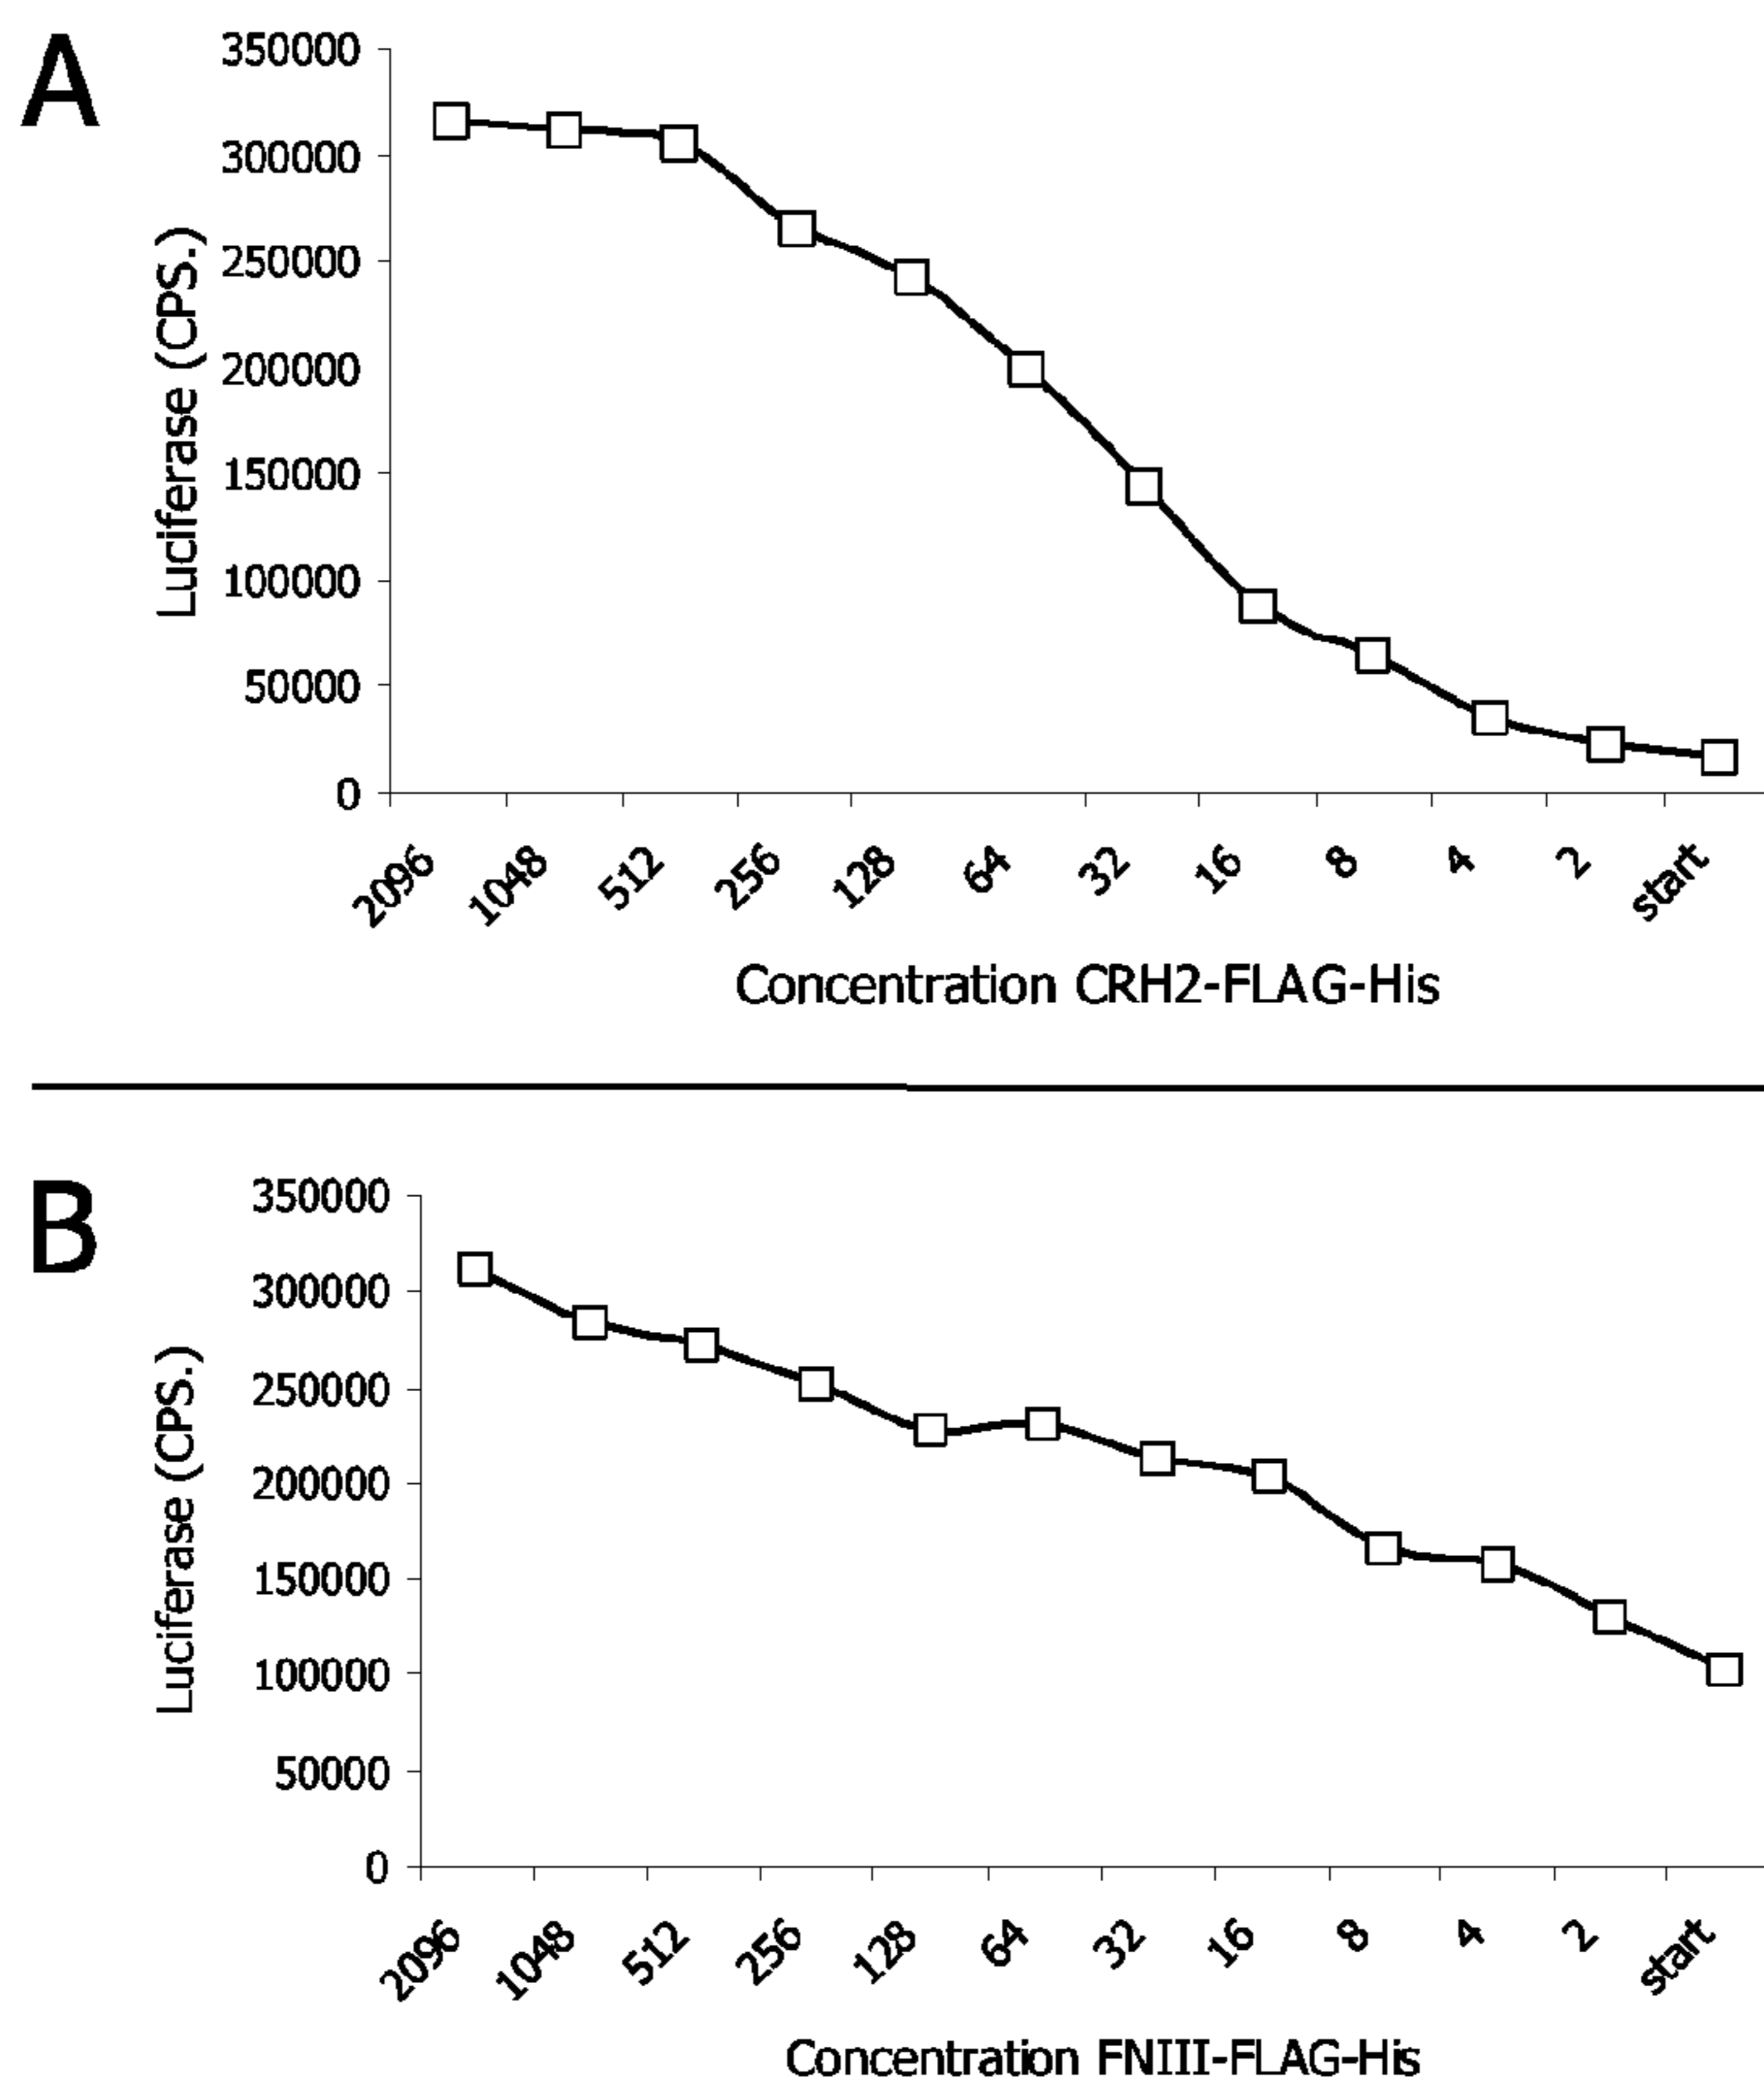 A
350000
300000
250000
200000
150000
100000
50000
0
Luciferase (CPS.)
2096 1048 512 256 128 64 32 16 8 4 2 start
Concentration CRH2-FLAG-His
B
350000
300000
250000
200000
150000
100000
50000
0
Luciferase (CPS.)
2096 1048 512 256 128 64 32 16 8 4 2 start
Concentration FNIII-FLAG-His